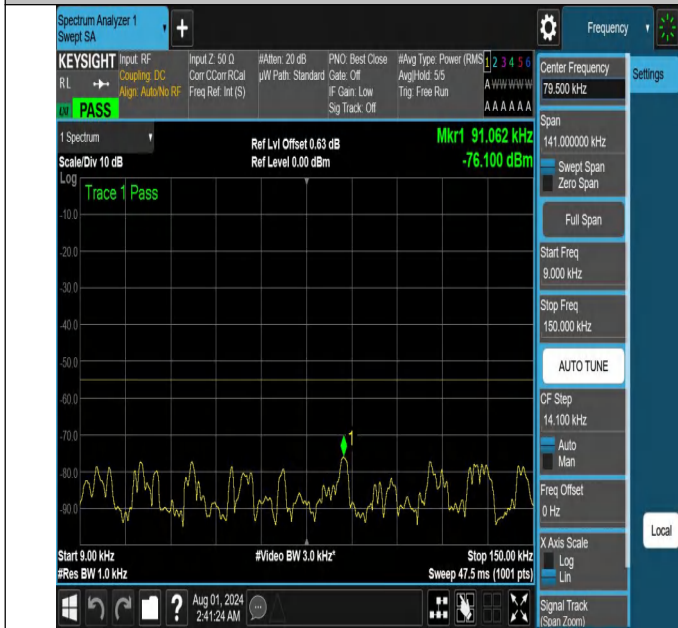 Spectrum Analyzer 1
Swept SA
+
Frequency
KEYSIGHT
RL
PASS
Input: RF
Coupling: DC
Align: Auto/No RF
Input Z: 50 Ω
Corr CCorr RCal
Freq Ref: Int (S)
#Atten: 20 dB
µW Path: Standard
PNO: Best Close
Gate: Off
IF Gain: Low
Sig Track: Off
#Avg Type: Power (RMS
Avg|Hold: 5/5
Trig: Free Run
1 2 3 4 5 6
A W W W W W
A A A A A A
1 Spectrum
Scale/Div 10 dB
Ref Lvl Offset 0.63 dB
Ref Level 0.00 dBm
Mkr1 91.062 kHz
-76.100 dBm
Log
Trace 1 Pass
-10.0
-20.0
-30.0
-40.0
-50.0
-60.0
-70.0
-80.0
-90.0
1
Start 9.00 kHz
#Res BW 1.0 kHz
#Video BW 3.0 kHz*
Stop 150.00 kHz
Sweep 47.5 ms (1001 pts)
?
Aug 01, 2024
2:41:24 AM
Center Frequency
79.500 kHz
Settings
Span
141.000000 kHz
Swept Span
Zero Span
Full Span
Start Freq
9.000 kHz
Stop Freq
150.000 kHz
AUTO TUNE
CF Step
14.100 kHz
Auto
Man
Freq Offset
0 Hz
X Axis Scale
Log
Lin
Local
Signal Track
(Span Zoom)